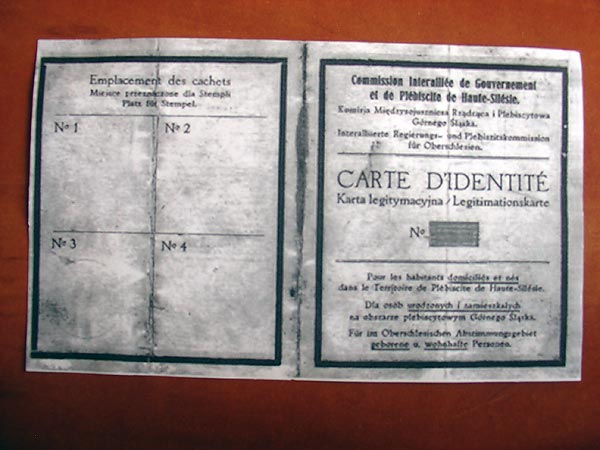 Emplacement des cachets
Miejsce przeznaczone dla Stempli
Platz für Stempel.
Nº 1
Nº 2
Nº 3
Nº 4
Commission Interalliée de Gouvernement
et de Plébiscite de Haute-Silésie.
Komisja Międzysojusznicza Rządząca i Plebiscytowa
Górnego Śląska.
Interalliierte Regierungs- und Plebiszitskommission
für Oberschlesien.
CARTE D'IDENTITÉ
Karta legitymacyjna / Legitimationskarte
Nº
Pour les habitants domiciliés et nés
dans le Territoire de Plébiscite de Haute-Silésie.
Dla osób urodzonych i zamieszkałych
na obszarze plebiscytowym Górnego Śląska.
Für im Oberschlesischen Abstimmungsgebiet
geborene u. wohnhafte Personen.